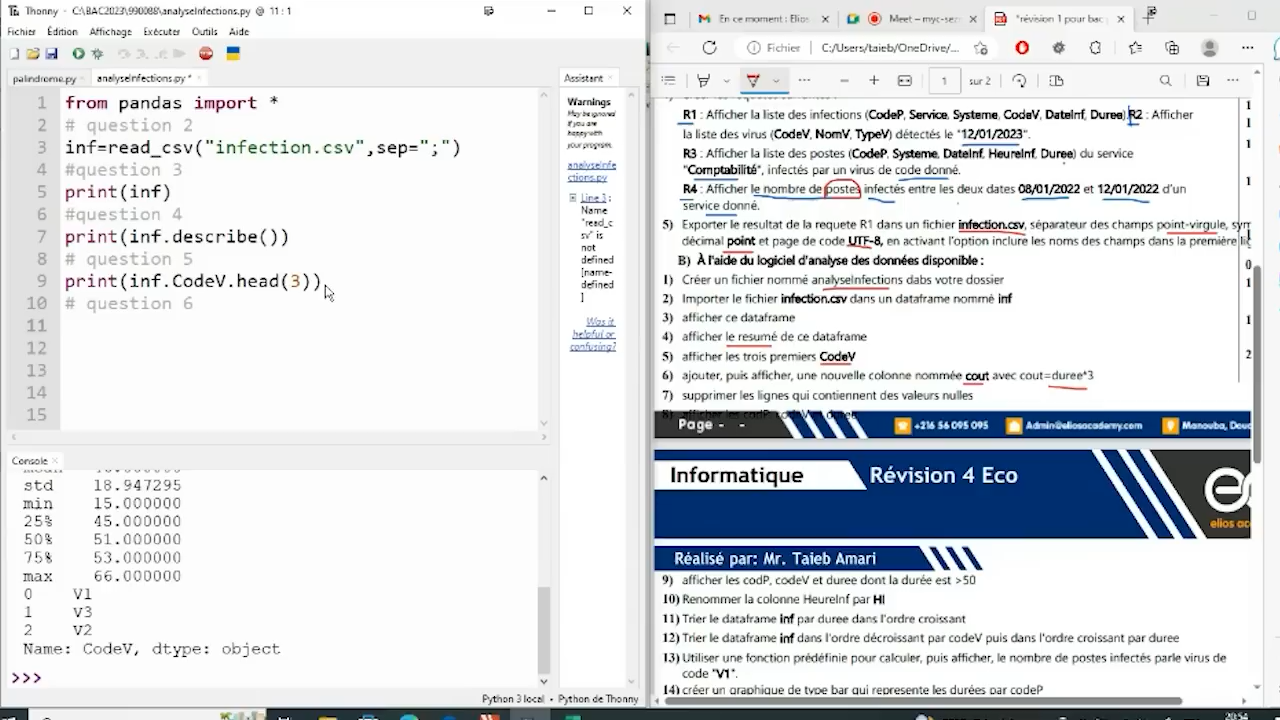 Thonny - C:\BAC2023\990088\analyseInfections.py @ 11 : 1
Fichier Édition Affichage Exécuter Outils Aide
palindrome.py
analyseInfections.py *
1 from pandas import *
2 # question 2
3 inf=read_csv("infection.csv",sep=";")
4 #question 3
5 print(inf)
6 #question 4
7 print(inf.describe())
8 # question 5
9 print(inf.CodeV.head(3))
10 # question 6
11
12
13
14
15
Assistant
Warnings
May be ignored
if you are
happy with
your program.
analyseInfe
ctions.py
Line 3 :
Name
"read_c
sv" is
not
defined
[name-
defined
]
Was it
helpful or
confusing?
Console
std 18.947295
min 15.000000
25% 45.000000
50% 51.000000
75% 53.000000
max 66.000000
0 V1
1 V3
2 V2
Name: CodeV, dtype: object
>>>
Python 3 local • Python de Thonny
En ce moment : Elios
Meet – myc-sez
*révision 1 pour bac
Fichier
C:/Users/taieb/OneDrive/...
1 sur 2
R1 : Afficher la liste des infections (CodeP, Service, Systeme, CodeV, DateInf, Duree).R2 : Afficher
la liste des virus (CodeV, NomV, TypeV) détectés le "12/01/2023".
R3 : Afficher la liste des postes (CodeP, Systeme, DateInf, HeureInf, Duree) du service
"Comptabilité", infectés par un virus de code donné.
R4 : Afficher le nombre de postes infectés entre les deux dates 08/01/2022 et 12/01/2022 d'un
service donné.
5) Exporter le resultat de la requete R1 dans un fichier infection.csv, séparateur des champs point-virgule,
décimal point et page de code UTF-8, en activant l'option inclure les noms des champs dans la première
B) À l'aide du logiciel d'analyse des données disponible :
1) Créer un fichier nommé analyseInfections dabs votre dossier
2) Importer le fichier infection.csv dans un dataframe nommé inf
3) afficher ce dataframe
4) afficher le resumé de ce dataframe
5) afficher les trois premiers CodeV
6) ajouter, puis afficher, une nouvelle colonne nommée cout avec cout=duree*3
7) supprimer les lignes qui contiennent des valeurs nulles
Page - -
+216 56 095 095
Admin@eliosacademy.com
Manouba,
Informatique
Révision 4 Eco
Réalisé par: Mr. Taieb Amari
9) afficher les codP, codeV et duree dont la durée est >50
10) Renommer la colonne HeureInf par HI
11) Trier le dataframe inf par duree dans l'ordre croissant
12) Trier le dataframe inf dans l'ordre décroissant par codeV puis dans l'ordre croissant par duree
13) Utiliser une fonction prédéfinie pour calculer, puis afficher, le nombre de postes infectés parle virus de
code "V1".
14) créer un graphique de type bar qui represente les durées par codeP